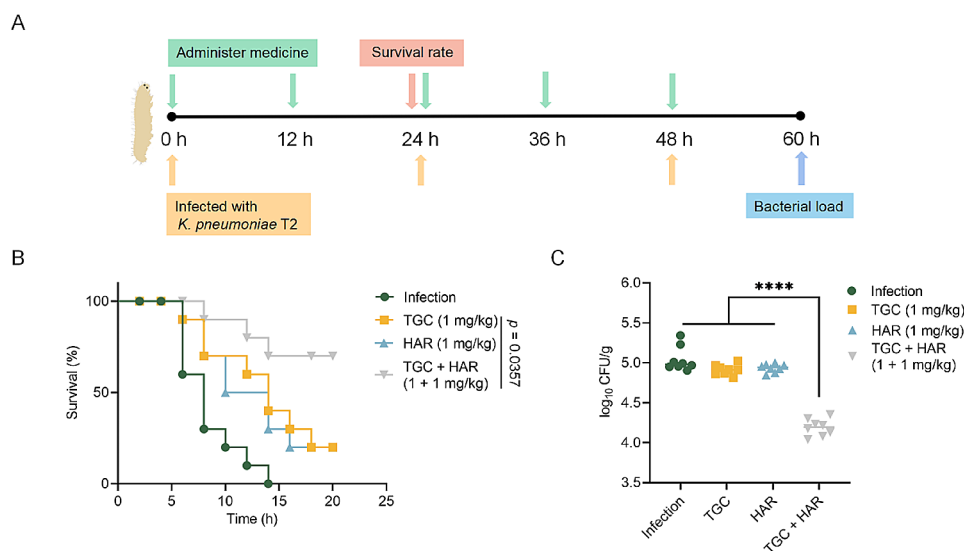 A
Administer medicine
Survival rate
0 h
12 h
24 h
36 h
48 h
60 h
Infected with
K. pneumoniae T2
Bacterial load
B
100
50
0
Survival (%)
0
5
10
15
20
25
Time (h)
Infection
TGC (1 mg/kg)
HAR (1 mg/kg)
TGC + HAR
(1 + 1 mg/kg)
p = 0.0357
C
6.0
5.5
5.0
4.5
4.0
3.5
log10 CFU/g
****
Infection
TGC
HAR
TGC + HAR
Infection
TGC (1 mg/kg)
HAR (1 mg/kg)
TGC + HAR
(1 + 1 mg/kg)